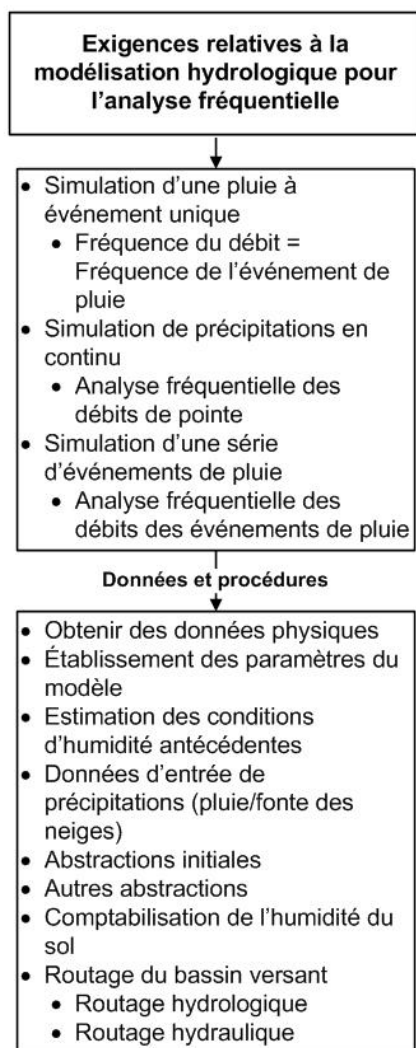 Exigences relatives à la
modélisation hydrologique pour
l'analyse fréquentielle
• Simulation d'une pluie à
événement unique
• Fréquence du débit =
Fréquence de l'événement de
pluie
• Simulation de précipitations en
continu
• Analyse fréquentielle des
débits de pointe
• Simulation d'une série
d'événements de pluie
• Analyse fréquentielle des
débits des événements de pluie
Données et procédures
• Obtenir des données physiques
• Établissement des paramètres du
modèle
• Estimation des conditions
d'humidité antécédentes
• Données d'entrée de
précipitations (pluie/fonte des
neiges)
• Abstractions initiales
• Autres abstractions
• Comptabilisation de l'humidité du
sol
• Routage du bassin versant
• Routage hydrologique
• Routage hydraulique